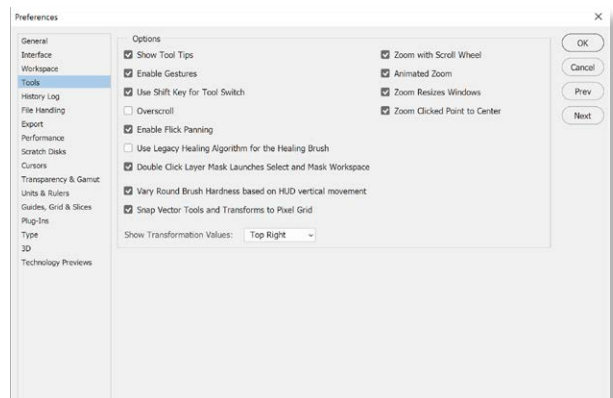 Preferences
General
Interface
Workspace
Tools
History Log
File Handling
Export
Performance
Scratch Disks
Cursors
Transparency & Gamut
Units & Rulers
Guides, Grid & Slices
Plug-Ins
Type
3D
Technology Previews
Options
Show Tool Tips
Enable Gestures
Use Shift Key for Tool Switch
Overscroll
Enable Flick Panning
Use Legacy Healing Algorithm for the Healing Brush
Double Click Layer Mask Launches Select and Mask Workspace
Vary Round Brush Hardness based on HUD vertical movement
Snap Vector Tools and Transforms to Pixel Grid
Show Transformation Values: Top Right
Zoom with Scroll Wheel
Animated Zoom
Zoom Resizes Windows
Zoom Clicked Point to Center
OK
Cancel
Prev
Next